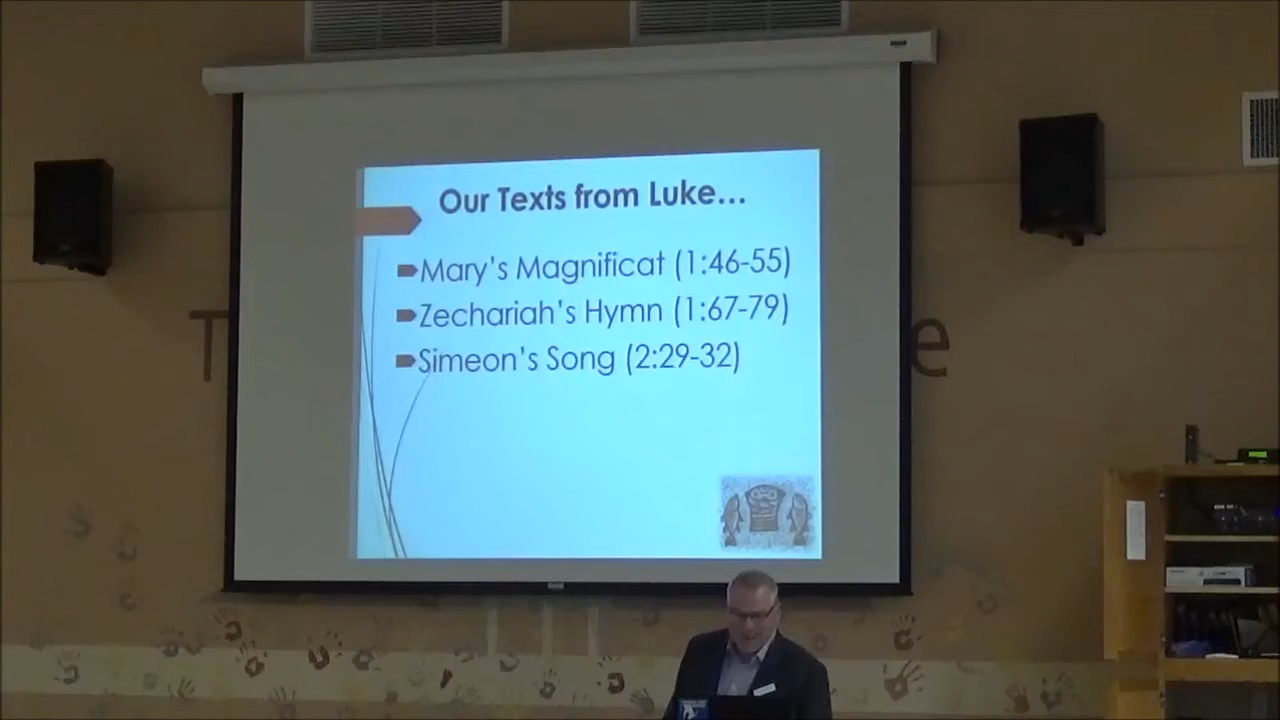 Our Texts from Luke...
Mary's Magnificat (1:46-55)
Zechariah's Hymn (1:67-79)
Simeon's Song (2:29-32)
T
e